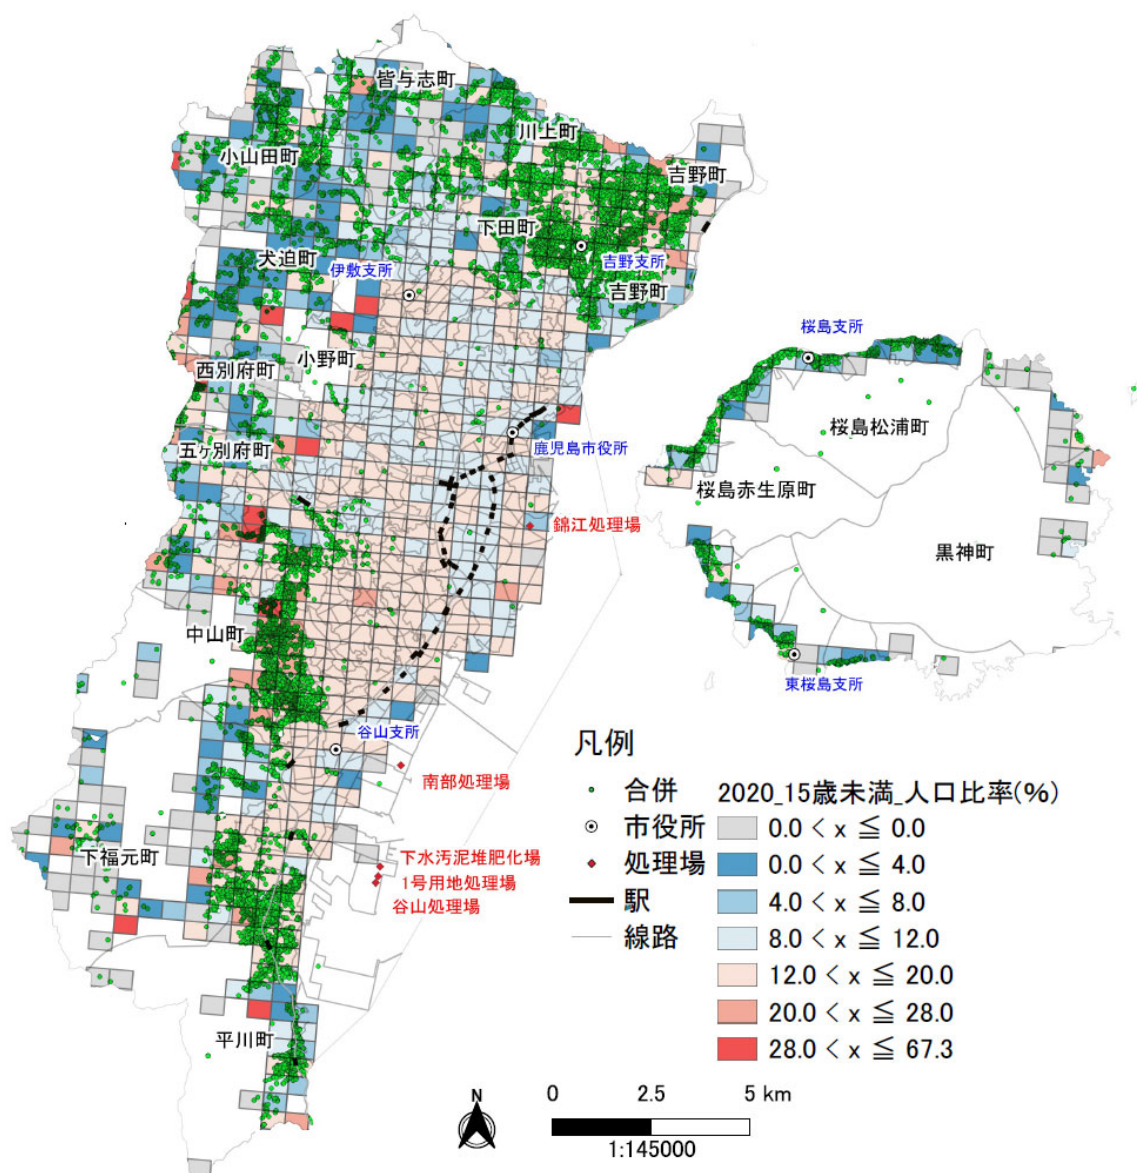 皆与志町
川上町
小山田町
吉野町
下田町
犬迫町
伊敷支所
吉野支所
吉野町
桜島支所
小野町
西別府町
桜島松浦町
五ヶ別府町
鹿児島市役所
桜島赤生原町
錦江処理場
黒神町
中山町
東桜島支所
谷山支所
南部処理場
下福元町
下水汚泥堆肥化場
1号用地処理場
谷山処理場
平川町
凡例
合併
市役所
処理場
駅
線路
2020_15歳未満_人口比率(%)
0.0 < x ≦ 0.0
0.0 < x ≦ 4.0
4.0 < x ≦ 8.0
8.0 < x ≦ 12.0
12.0 < x ≦ 20.0
20.0 < x ≦ 28.0
28.0 < x ≦ 67.3
N
0 2.5 5 km
1:145000